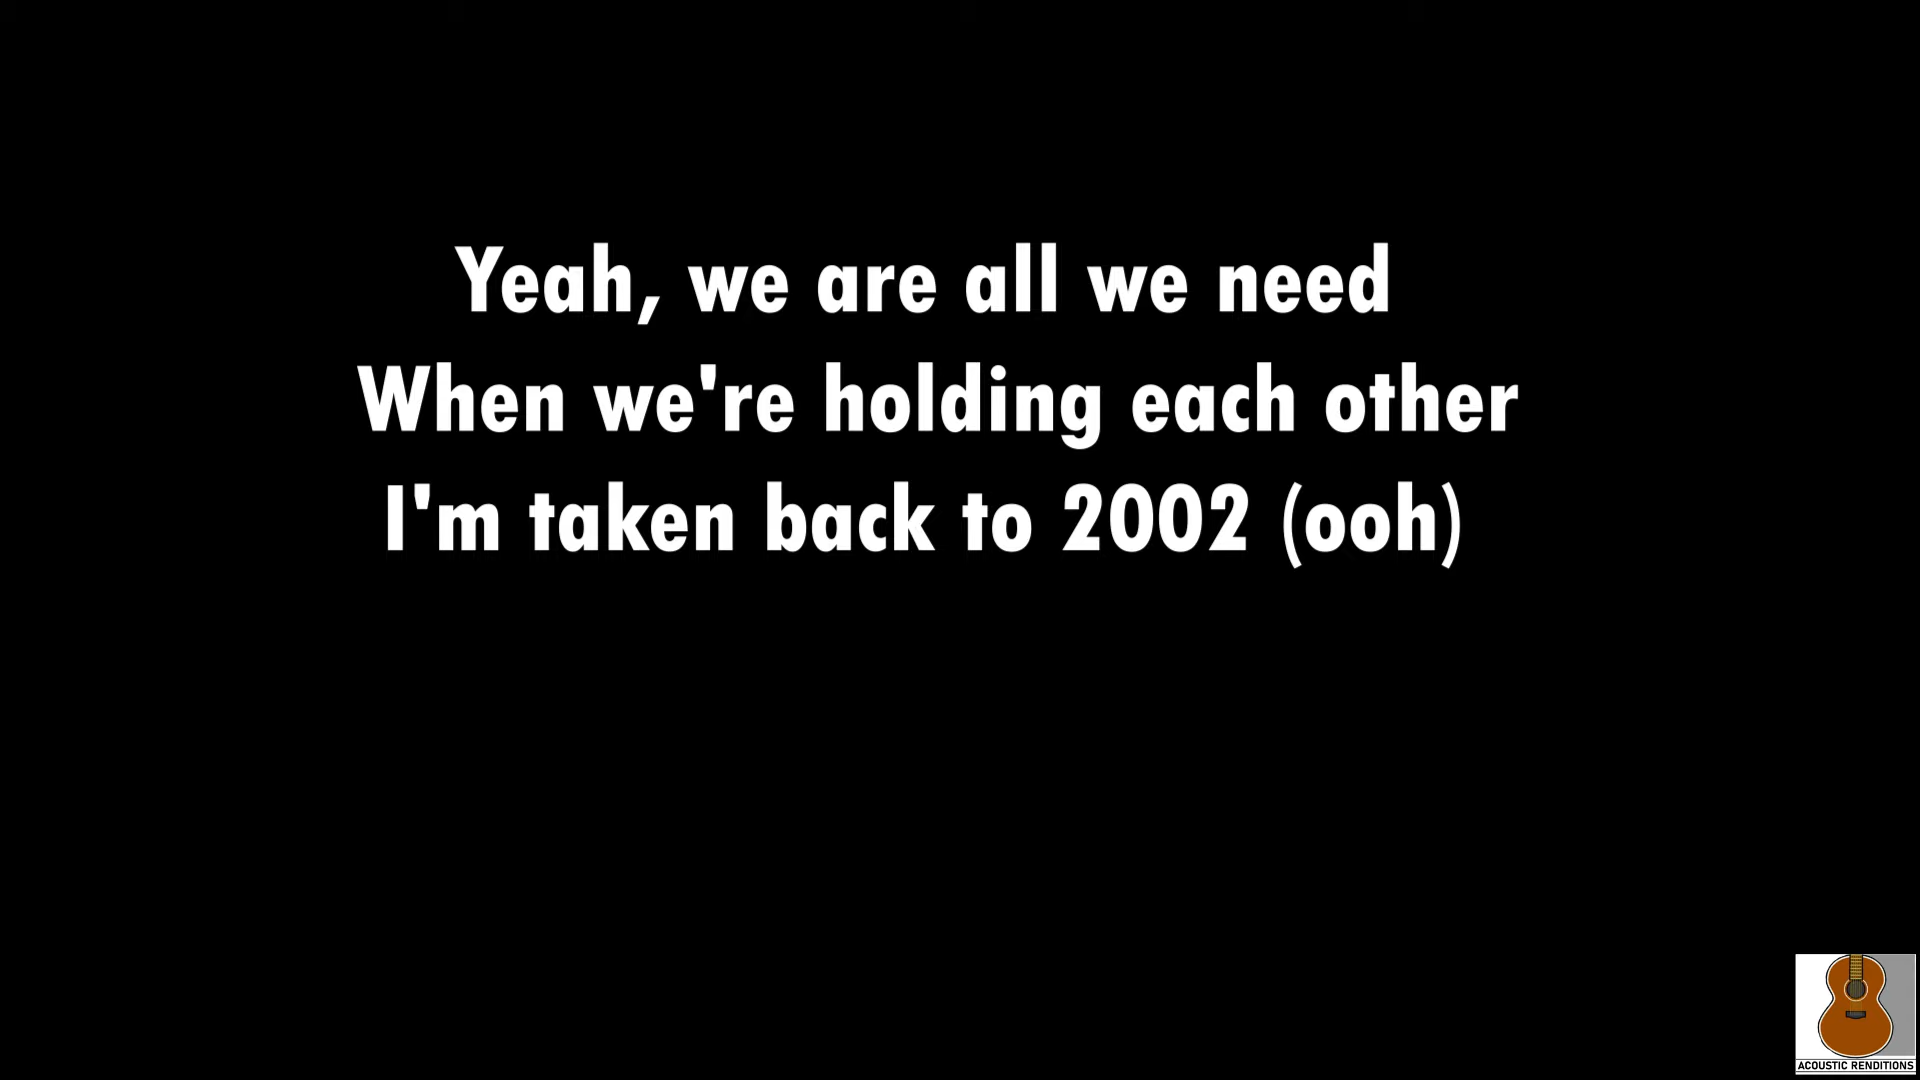 Yeah, we are all we need
When we're holding each other
I'm taken back to 2002 (ooh)
ACOUSTIC RENDITIONS